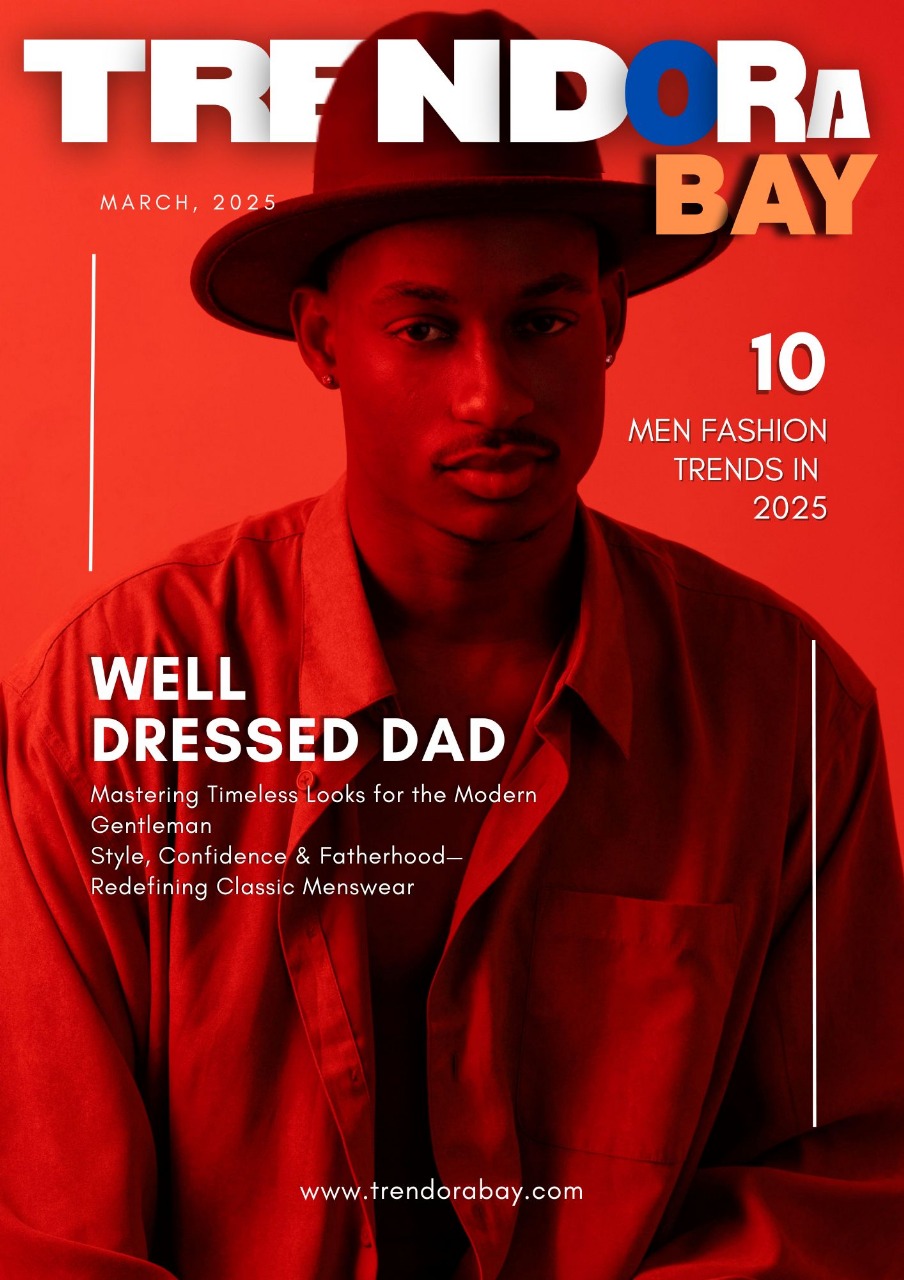 TRENDORA
BAY
MARCH, 2025
10
MEN FASHION
TRENDS IN
2025
WELL
DRESSED DAD
Mastering Timeless Looks for the Modern
Gentleman
Style, Confidence & Fatherhood—
Redefining Classic Menswear
www.trendorabay.com